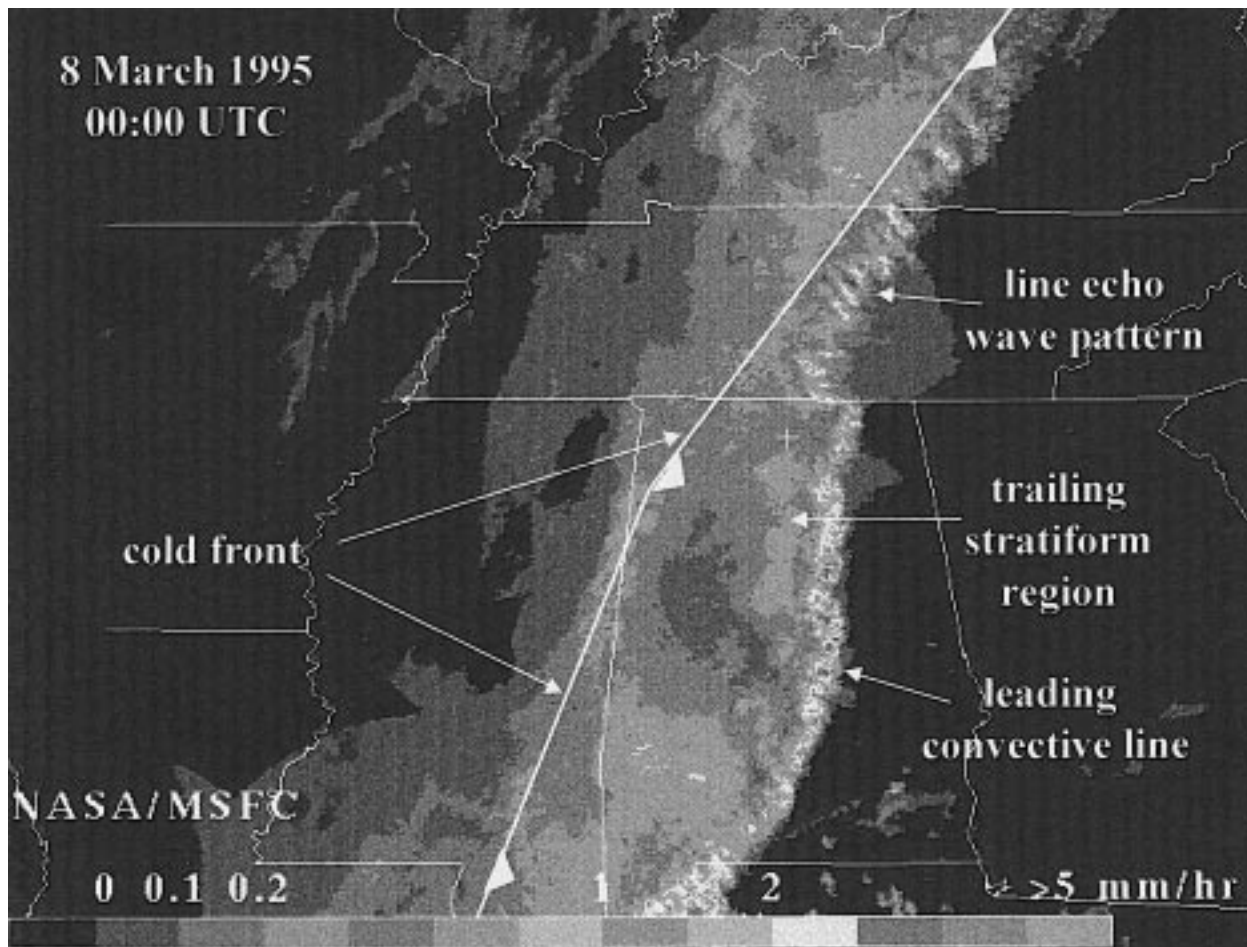 8 March 1995
00:00 UTC
line echo
wave pattern
trailing
stratiform
region
cold front
leading
convective line
NASA/MSFC
0 0.1 0.2 1 2 >5 mm/hr